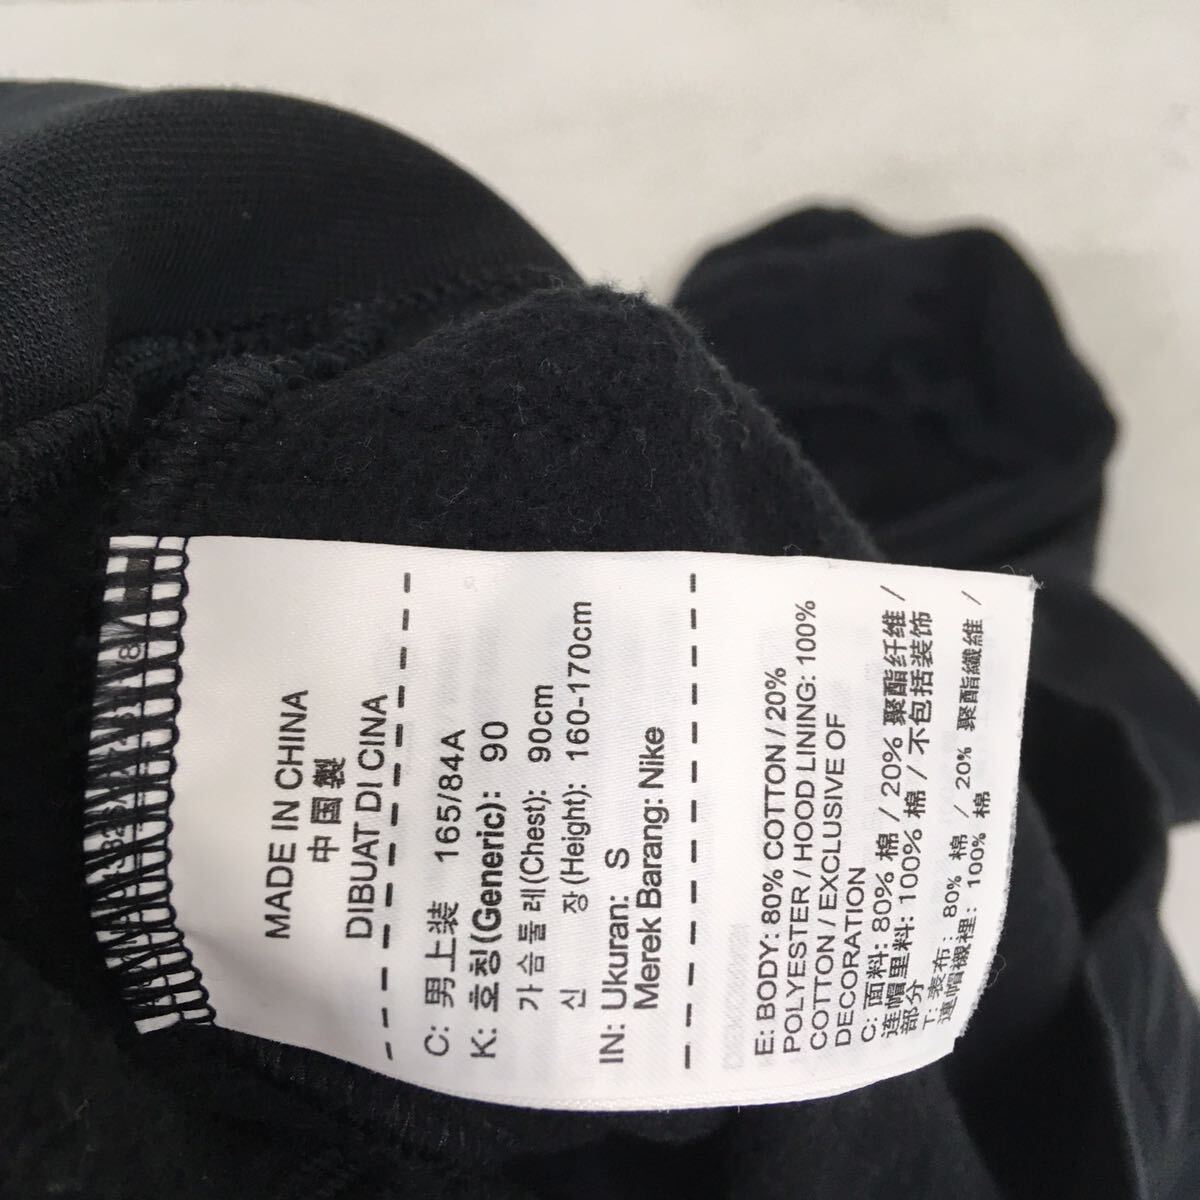 MADE IN CHINA
中国製
DIBUAT DI CINA
C: 男上装 165/84A
K: 호칭(Generic): 90
가슴둘레(Chest): 90cm
신 장(Height): 160-170cm
IN: Ukuran: S
Merek Barang: Nike
E: BODY: 80% COTTON / 20%
POLYESTER / HOOD LINING: 100%
COTTON / EXCLUSIVE OF
DECORATION
C: 面料: 80% 棉 / 20% 聚酯纤维 /
连帽里料: 100% 棉 / 不包括装饰
部分
T: 表布: 80% 棉 / 20% 聚酯纖維 /
連帽襯裡: 100% 棉